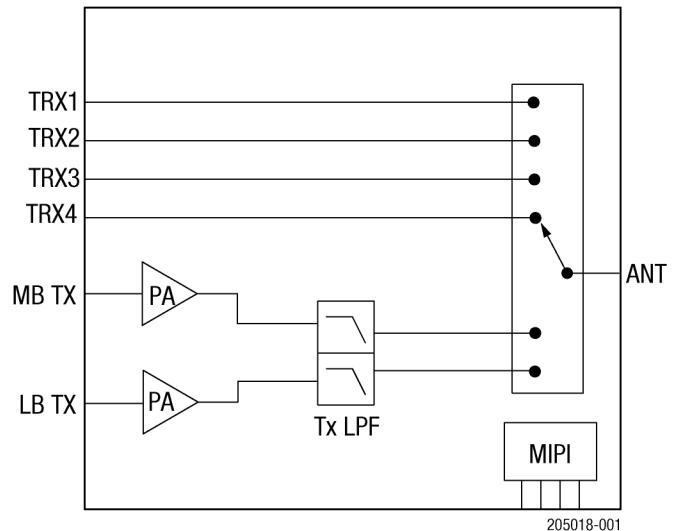 TRX1
TRX2
TRX3
TRX4
ANT
MB TX
PA
LB TX
PA
Tx LPF
MIPI
205018-001